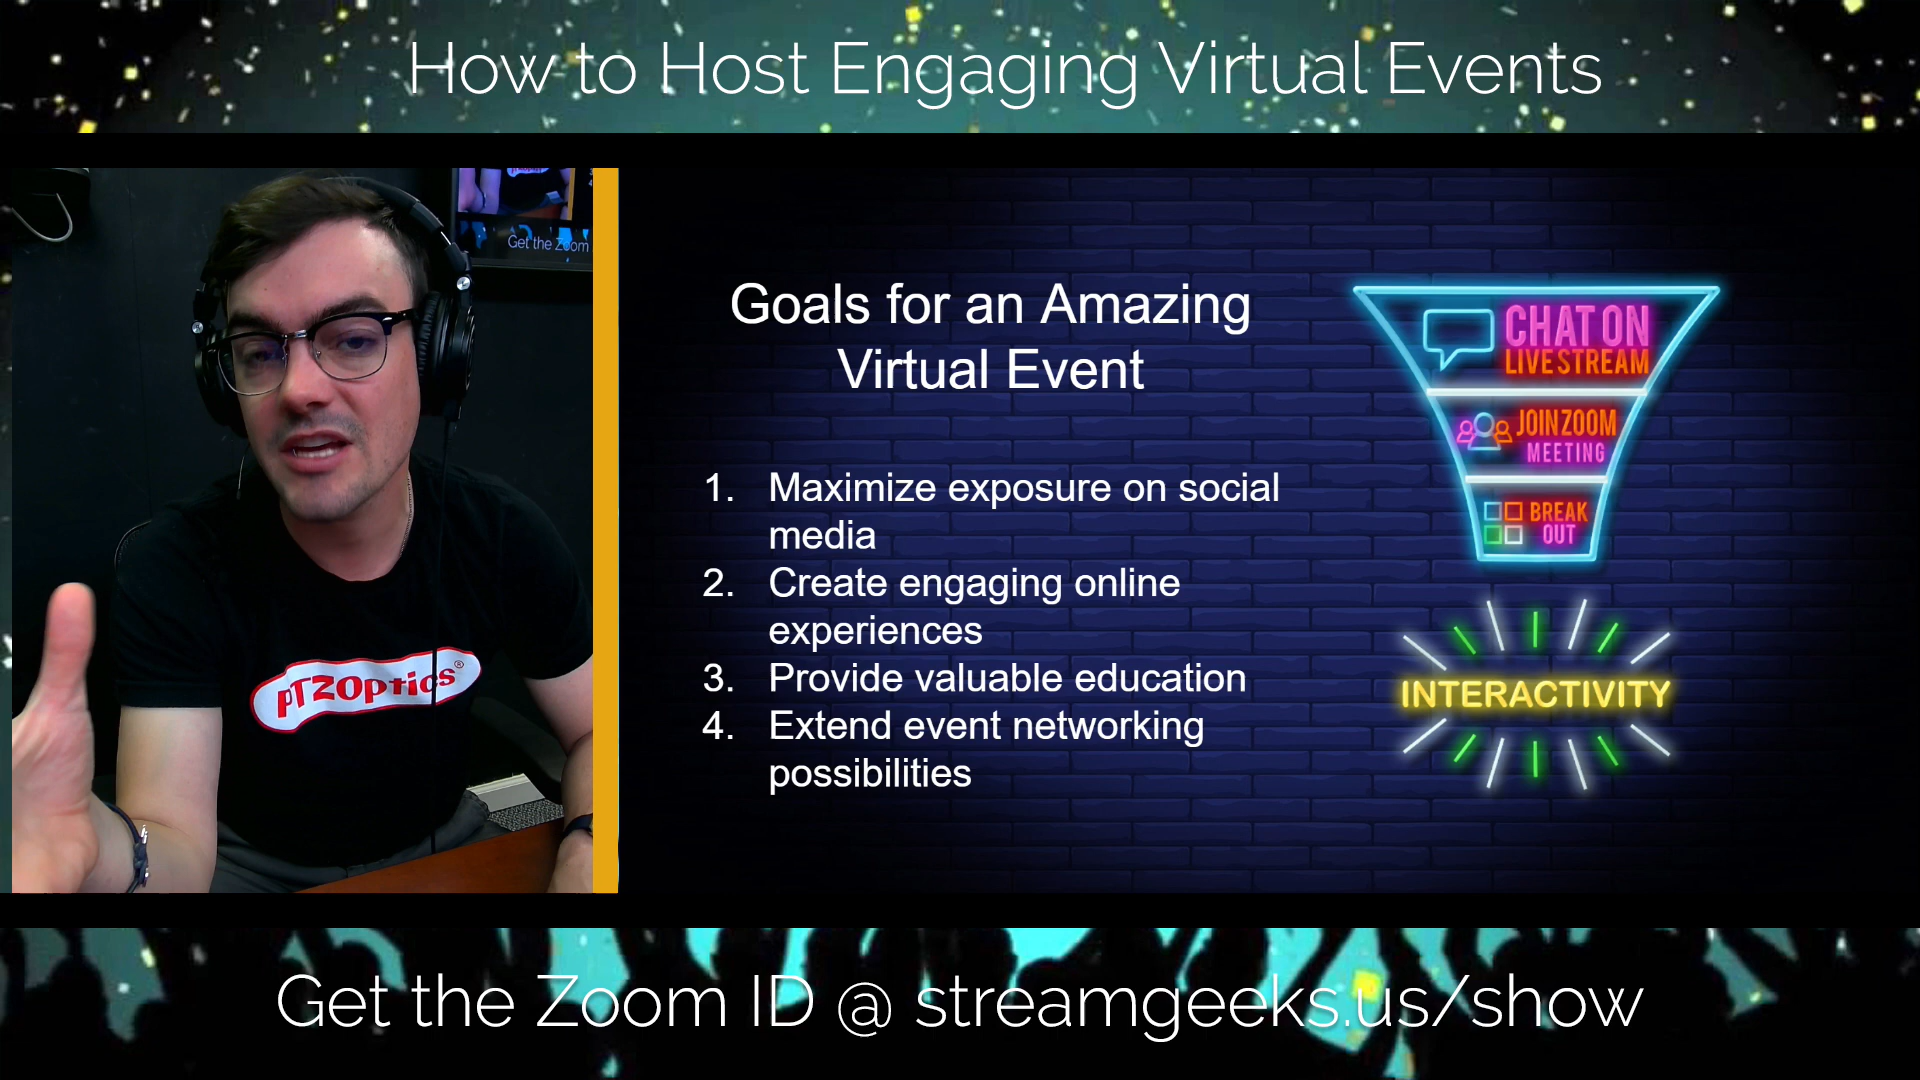 How to Host Engaging Virtual Events
Get the Zoom
PTZOptics®
Goals for an Amazing
Virtual Event
1. Maximize exposure on social
media
2. Create engaging online
experiences
3. Provide valuable education
4. Extend event networking
possibilities
CHAT ON
LIVE STREAM
JOIN ZOOM
MEETING
BREAK
OUT
INTERACTIVITY
Get the Zoom ID @ streamgeeks.us/show